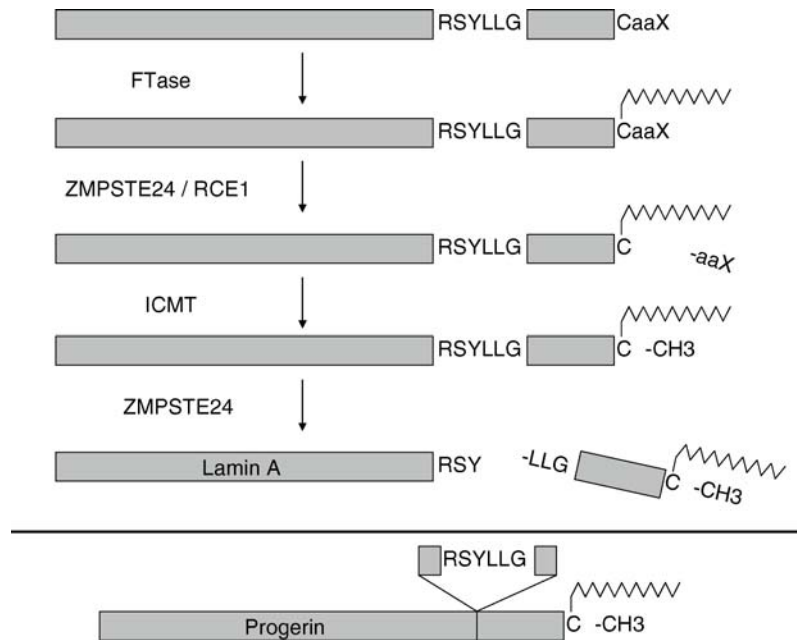 RSYLLG CaaX
FTase
RSYLLG CaaX
ZMPSTE24 / RCE1
RSYLLG C -aaX
ICMT
RSYLLG C -CH3
ZMPSTE24
Lamin A RSY -LLG C -CH3
RSYLLG
Progerin C -CH3